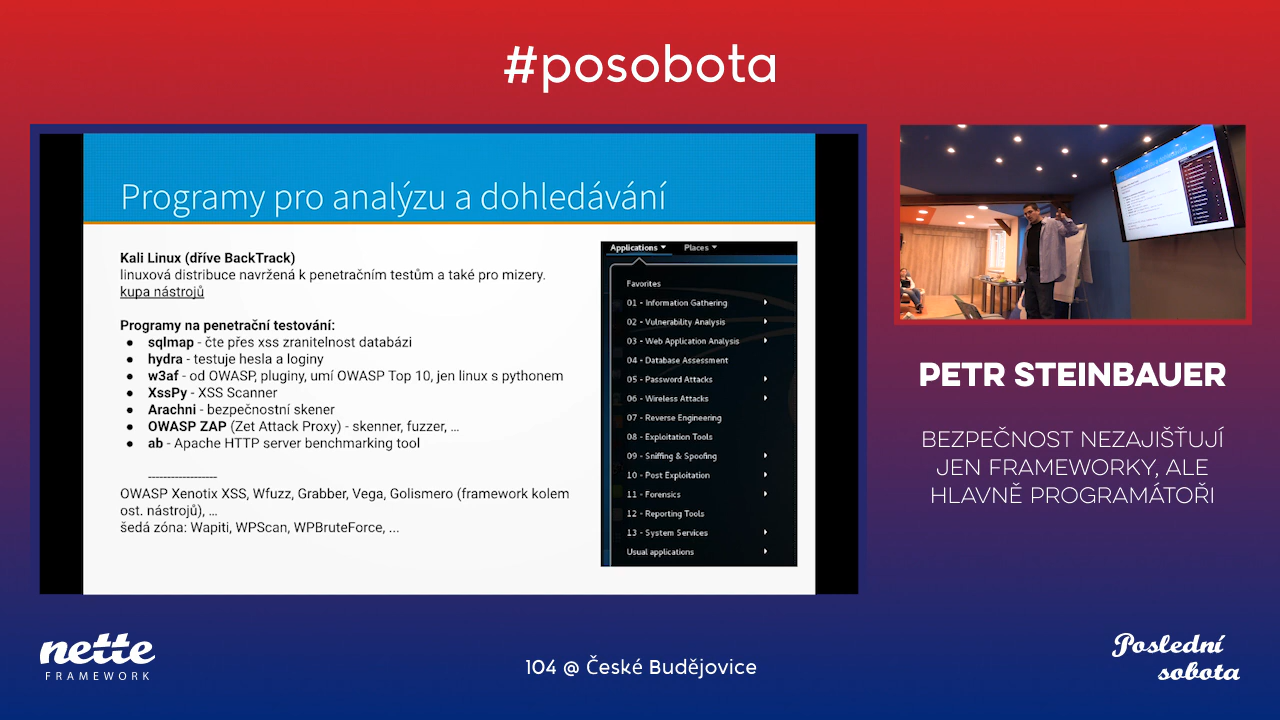 #posobota
Programy pro analýzu a dohledávání
Kali Linux (dříve BackTrack)
linuxová distribuce navržená k penetračním testům a také pro mizery.
kupa nástrojů
Programy na penetrační testování:
● sqlmap - čte přes xss zranitelnost databázi
● hydra - testuje hesla a loginy
● w3af - od OWASP, pluginy, umí OWASP Top 10, jen linux s pythonem
● XssPy - XSS Scanner
● Arachni - bezpečnostní skener
● OWASP ZAP (Zet Attack Proxy) - skenner, fuzzer, ...
● ab - Apache HTTP server benchmarking tool
------------------
OWASP Xenotix XSS, Wfuzz, Grabber, Vega, Golismero (framework kolem
ost. nástrojů), ...
šedá zóna: Wapiti, WPScan, WPBruteForce, ...
Applications Places
Favorites
01 - Information Gathering
02 - Vulnerability Analysis
03 - Web Application Analysis
04 - Database Assessment
05 - Password Attacks
06 - Wireless Attacks
07 - Reverse Engineering
08 - Exploitation Tools
09 - Sniffing & Spoofing
10 - Post Exploitation
11 - Forensics
12 - Reporting Tools
13 - System Services
Usual applications
PETR STEINBAUER
BEZPEČNOST NEZAJIŠŤUJÍ
JEN FRAMEWORKY, ALE
HLAVNĚ PROGRAMÁTOŘI
nette
FRAMEWORK
104 @ České Budějovice
Poslední
sobota